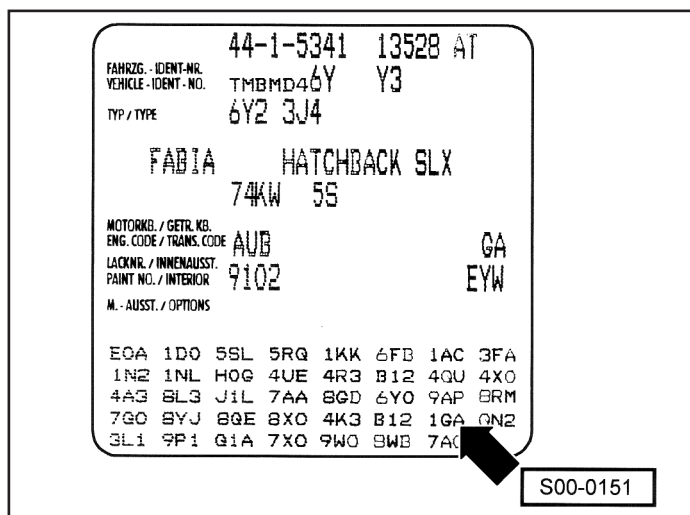 44-1-5341 13528 AT
FAHRZG. - IDENT-NR.
VEHICLE - IDENT - NO. TMBMD46Y Y3
TYP / TYPE 6Y2 3J4
FABIA HATCHBACK SLX
74KW 5S
MOTORKB. / GETR. KB.
ENG. CODE / TRANS. CODE AUB GA
LACKNR. / INNENAUSST.
PAINT NO. / INTERIOR 9102 EYW
M. - AUSST. / OPTIONS
E0A 1D0 5SL 5RQ 1KK 6FB 1AC 3FA
1N2 1NL H0G 4UE 4R3 B12 4QU 4X0
4A3 8L3 J1L 7AA 8GD 6Y0 9AP 8RM
7G0 8YJ 8QE 8X0 4K3 B12 1GA QN2
3L1 9P1 Q1A 7X0 9W0 8WB
S00-0151